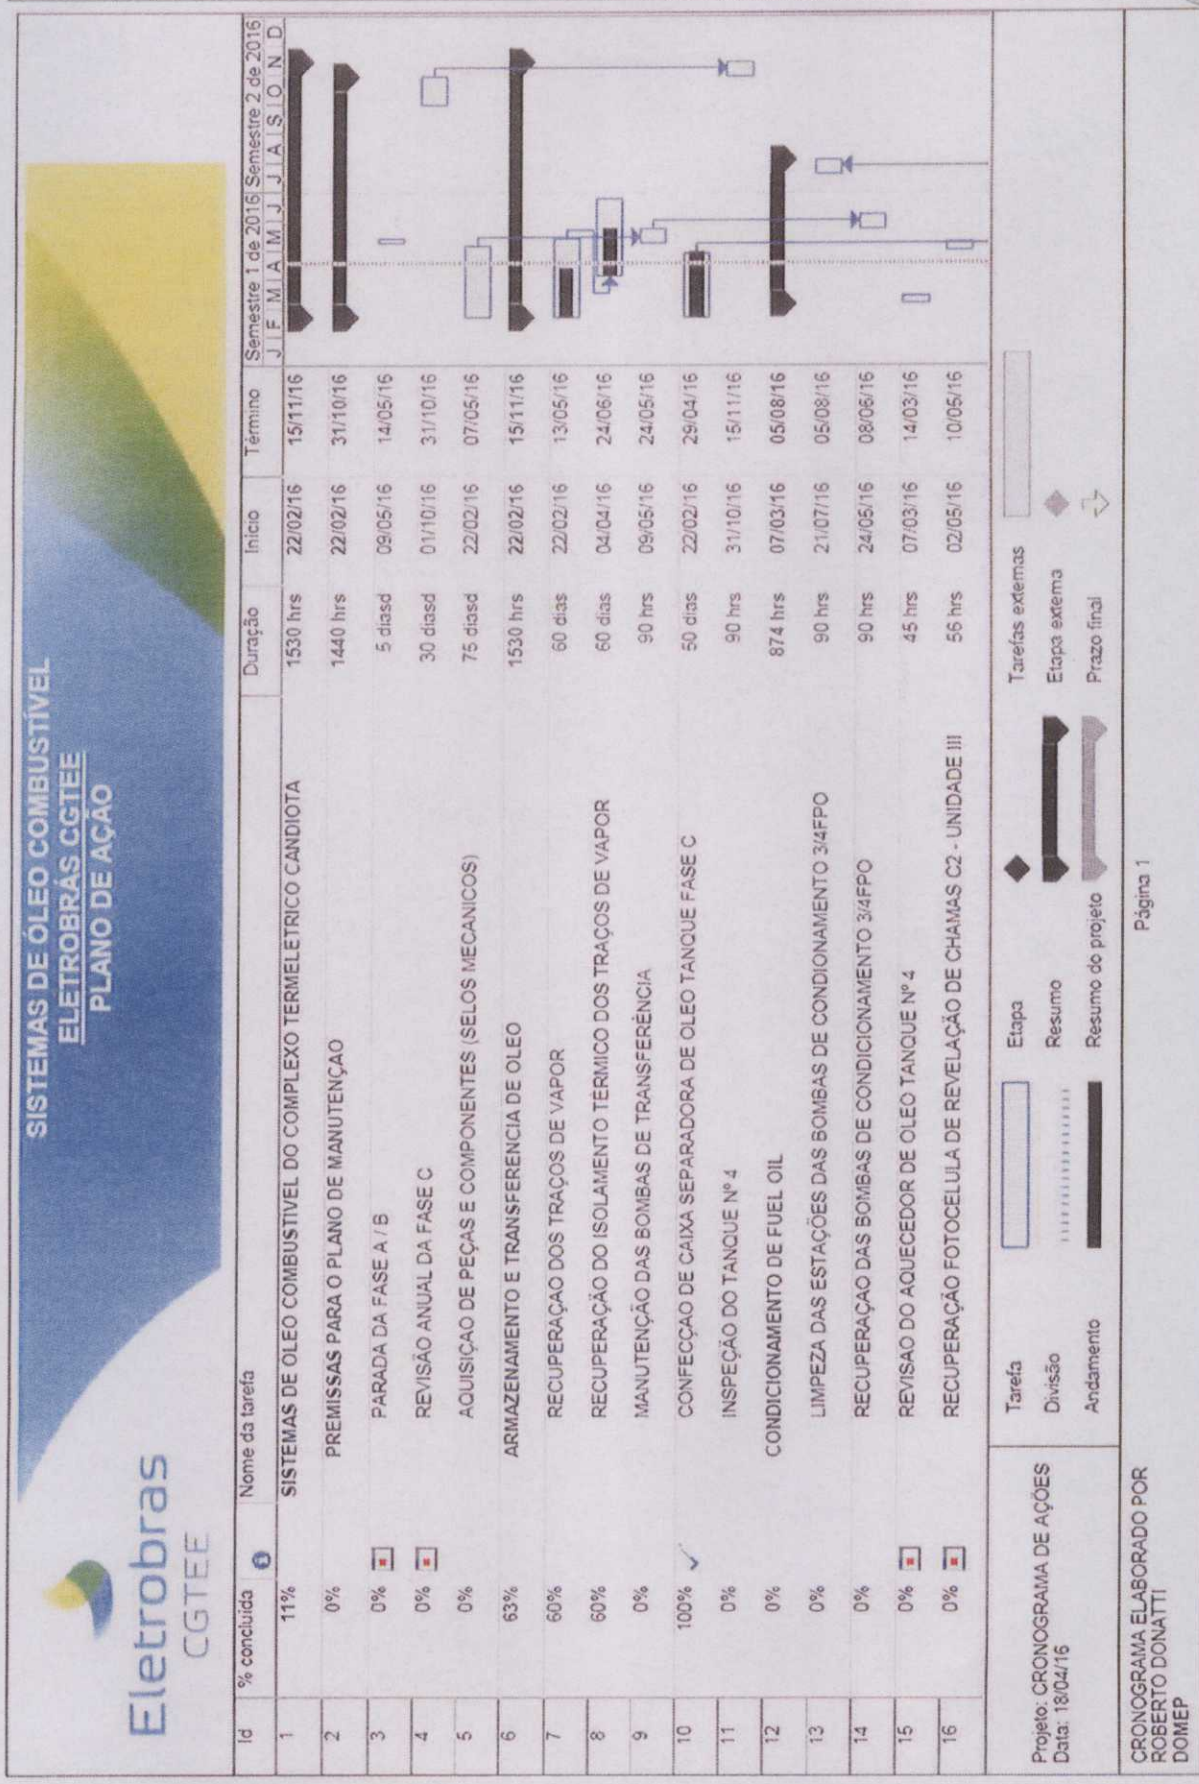 SISTEMAS DE ÓLEO COMBUSTÍVEL
ELETROBRÁS CGTEE
PLANO DE AÇÃO
Eletrobras
CGTEE
Id % concluida Nome da tarefa Duração Início Término Semestre 1 de 2016 Semestre 2 de 2016
J F M A M J J A S O N D
1 11% SISTEMAS DE OLEO COMBUSTIVEL DO COMPLEXO TERMELETRICO CANDIOTA 1530 hrs 22/02/16 15/11/16
2 0% PREMISSAS PARA O PLANO DE MANUTENÇAO 1440 hrs 22/02/16 31/10/16
3 0% PARADA DA FASE A / B 5 diasd 09/05/16 14/05/16
4 0% REVISÃO ANUAL DA FASE C 30 diasd 01/10/16 31/10/16
5 0% AQUISIÇAO DE PEÇAS E COMPONENTES (SELOS MECANICOS) 75 diasd 22/02/16 07/05/16
6 63% ARMAZENAMENTO E TRANSFERENCIA DE OLEO 1530 hrs 22/02/16 15/11/16
7 60% RECUPERAÇAO DOS TRAÇOS DE VAPOR 60 dias 22/02/16 13/05/16
8 60% RECUPERAÇÃO DO ISOLAMENTO TÉRMICO DOS TRAÇOS DE VAPOR 60 dias 04/04/16 24/06/16
9 0% MANUTENÇÃO DAS BOMBAS DE TRANSFERÊNCIA 90 hrs 09/05/16 24/05/16
10 100% CONFECÇAO DE CAIXA SEPARADORA DE OLEO TANQUE FASE C 50 dias 22/02/16 29/04/16
11 0% INSPEÇÃO DO TANQUE Nº 4 90 hrs 31/10/16 15/11/16
12 0% CONDICIONAMENTO DE FUEL OIL 874 hrs 07/03/16 05/08/16
13 0% LIMPEZA DAS ESTAÇÕES DAS BOMBAS DE CONDIONAMENTO 3/4FPO 90 hrs 21/07/16 05/08/16
14 0% RECUPERAÇAO DAS BOMBAS DE CONDICIONAMENTO 3/4FPO 90 hrs 24/05/16 08/06/16
15 0% REVISAO DO AQUECEDOR DE OLEO TANQUE Nº 4 45 hrs 07/03/16 14/03/16
16 0% RECUPERAÇÃO FOTOCELULA DE REVELAÇÃO DE CHAMAS C2 - UNIDADE III 56 hrs 02/05/16 10/05/16
Projeto: CRONOGRAMA DE AÇÕES
Data: 18/04/16
Tarefa Etapa Tarefas externas
Divisão Resumo Etapa externa
Andamento Resumo do projeto Prazo final
CRONOGRAMA ELABORADO POR
ROBERTO DONATTI
DOMEP
Página 1